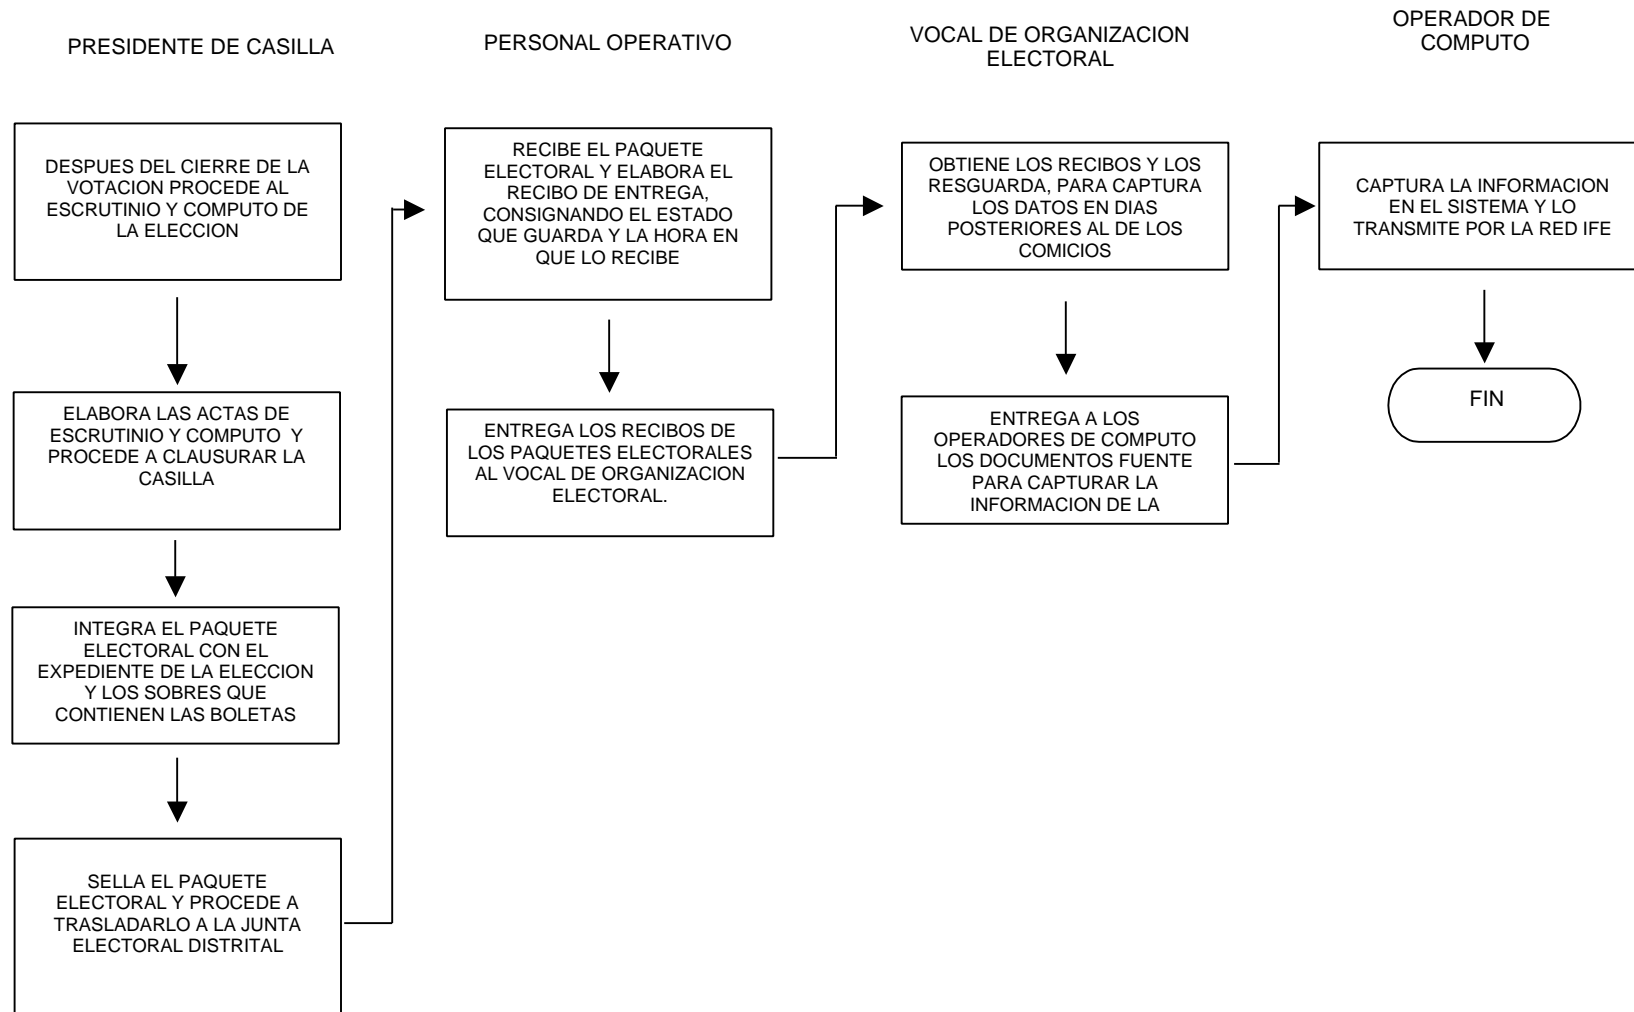 PRESIDENTE DE CASILLA
PERSONAL OPERATIVO
VOCAL DE ORGANIZACION
ELECTORAL
OPERADOR DE
COMPUTO
DESPUES DEL CIERRE DE LA
VOTACION PROCEDE AL
ESCRUTINIO Y COMPUTO DE
LA ELECCION
ELABORA LAS ACTAS DE
ESCRUTINIO Y COMPUTO Y
PROCEDE A CLAUSURAR LA
CASILLA
INTEGRA EL PAQUETE
ELECTORAL CON EL
EXPEDIENTE DE LA ELECCION
Y LOS SOBRES QUE
CONTIENEN LAS BOLETAS
SELLA EL PAQUETE
ELECTORAL Y PROCEDE A
TRASLADARLO A LA JUNTA
ELECTORAL DISTRITAL
RECIBE EL PAQUETE
ELECTORAL Y ELABORA EL
RECIBO DE ENTREGA,
CONSIGNANDO EL ESTADO
QUE GUARDA Y LA HORA EN
QUE LO RECIBE
ENTREGA LOS RECIBOS DE
LOS PAQUETES ELECTORALES
AL VOCAL DE ORGANIZACION
ELECTORAL.
OBTIENE LOS RECIBOS Y LOS
RESGUARDA, PARA CAPTURA
LOS DATOS EN DIAS
POSTERIORES AL DE LOS
COMICIOS
ENTREGA A LOS
OPERADORES DE COMPUTO
LOS DOCUMENTOS FUENTE
PARA CAPTURAR LA
INFORMACION DE LA
CAPTURA LA INFORMACION
EN EL SISTEMA Y LO
TRANSMITE POR LA RED IFE
FIN